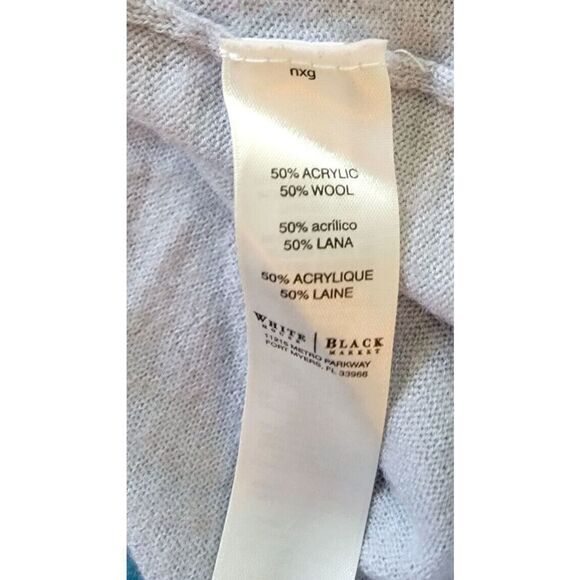 nxg
50% ACRYLIC
50% WOOL
50% acrílico
50% LANA
50% ACRYLIQUE
50% LAINE
WHITE HOUSE | BLACK MARKET
11215 METRO PARKWAY
FORT MYERS, FL 33966